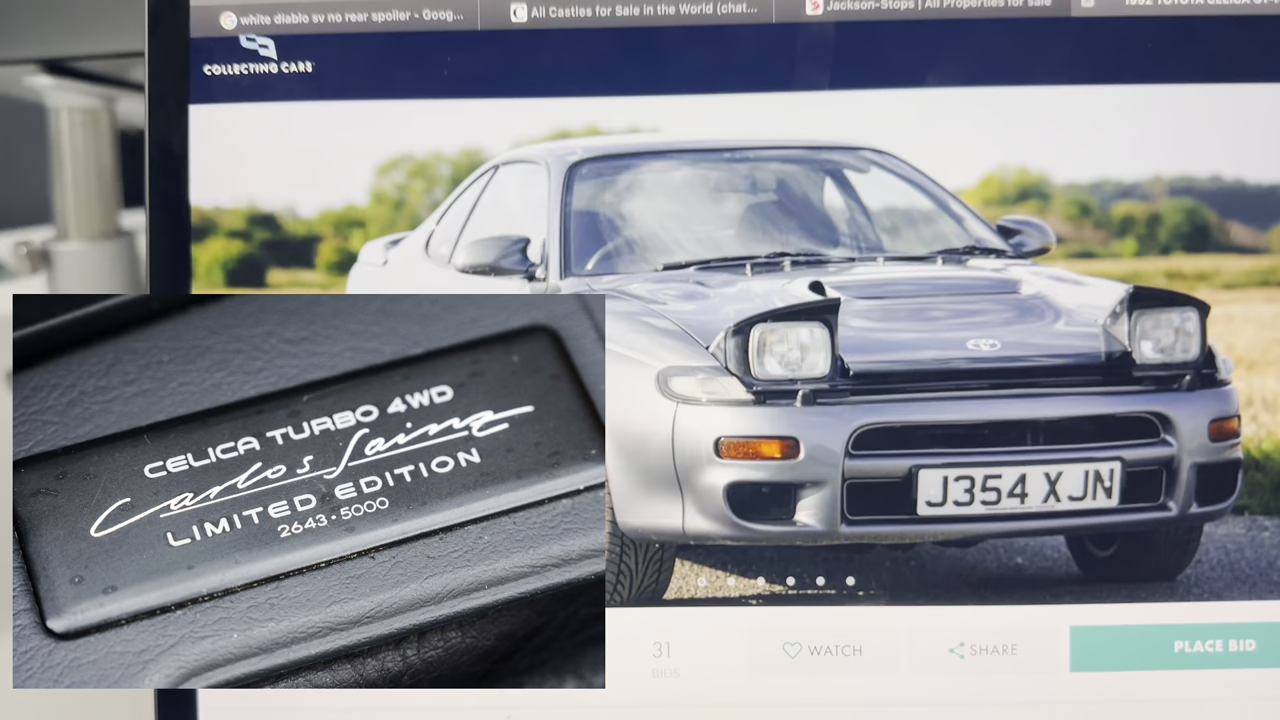 white diablo sv no rear spoiler - Goog...
All Castles for Sale in the World (chat...
Jackson-Stops | All Properties for sale
1992 TOYOTA CELICA GT-
COLLECTING CARS
J354 XJN
CELICA TURBO 4WD
Carlos Sainz
LIMITED EDITION
2643·5000
31
BIDS
WATCH
SHARE
PLACE BID